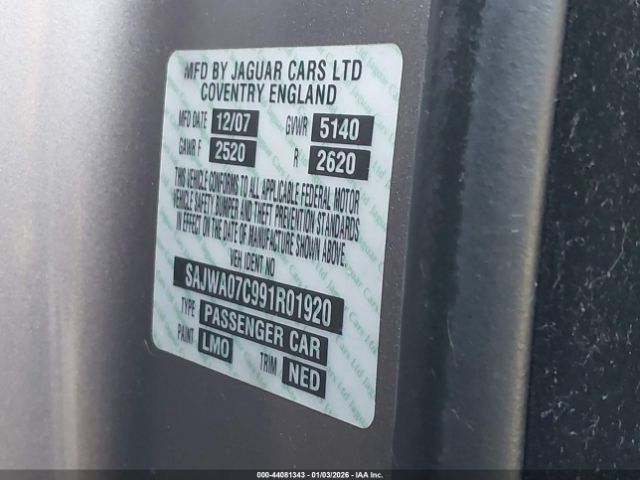 MFD BY JAGUAR CARS LTD
COVENTRY ENGLAND
MFD DATE 12/07 GVWR 5140
GAWR F 2520 R 2620
THIS VEHICLE CONFORMS TO ALL APPLICABLE FEDERAL MOTOR
VEHICLE SAFETY, BUMPER AND THEFT PREVENTION STANDARDS
IN EFFECT ON THE DATE OF MANUFACTURE SHOWN ABOVE.
VEH IDENT NO
SAJWA07C991R01920
TYPE PASSENGER CAR
PAINT LMO TRIM NED
000-44081343 - 01/03/2026 - IAA Inc.